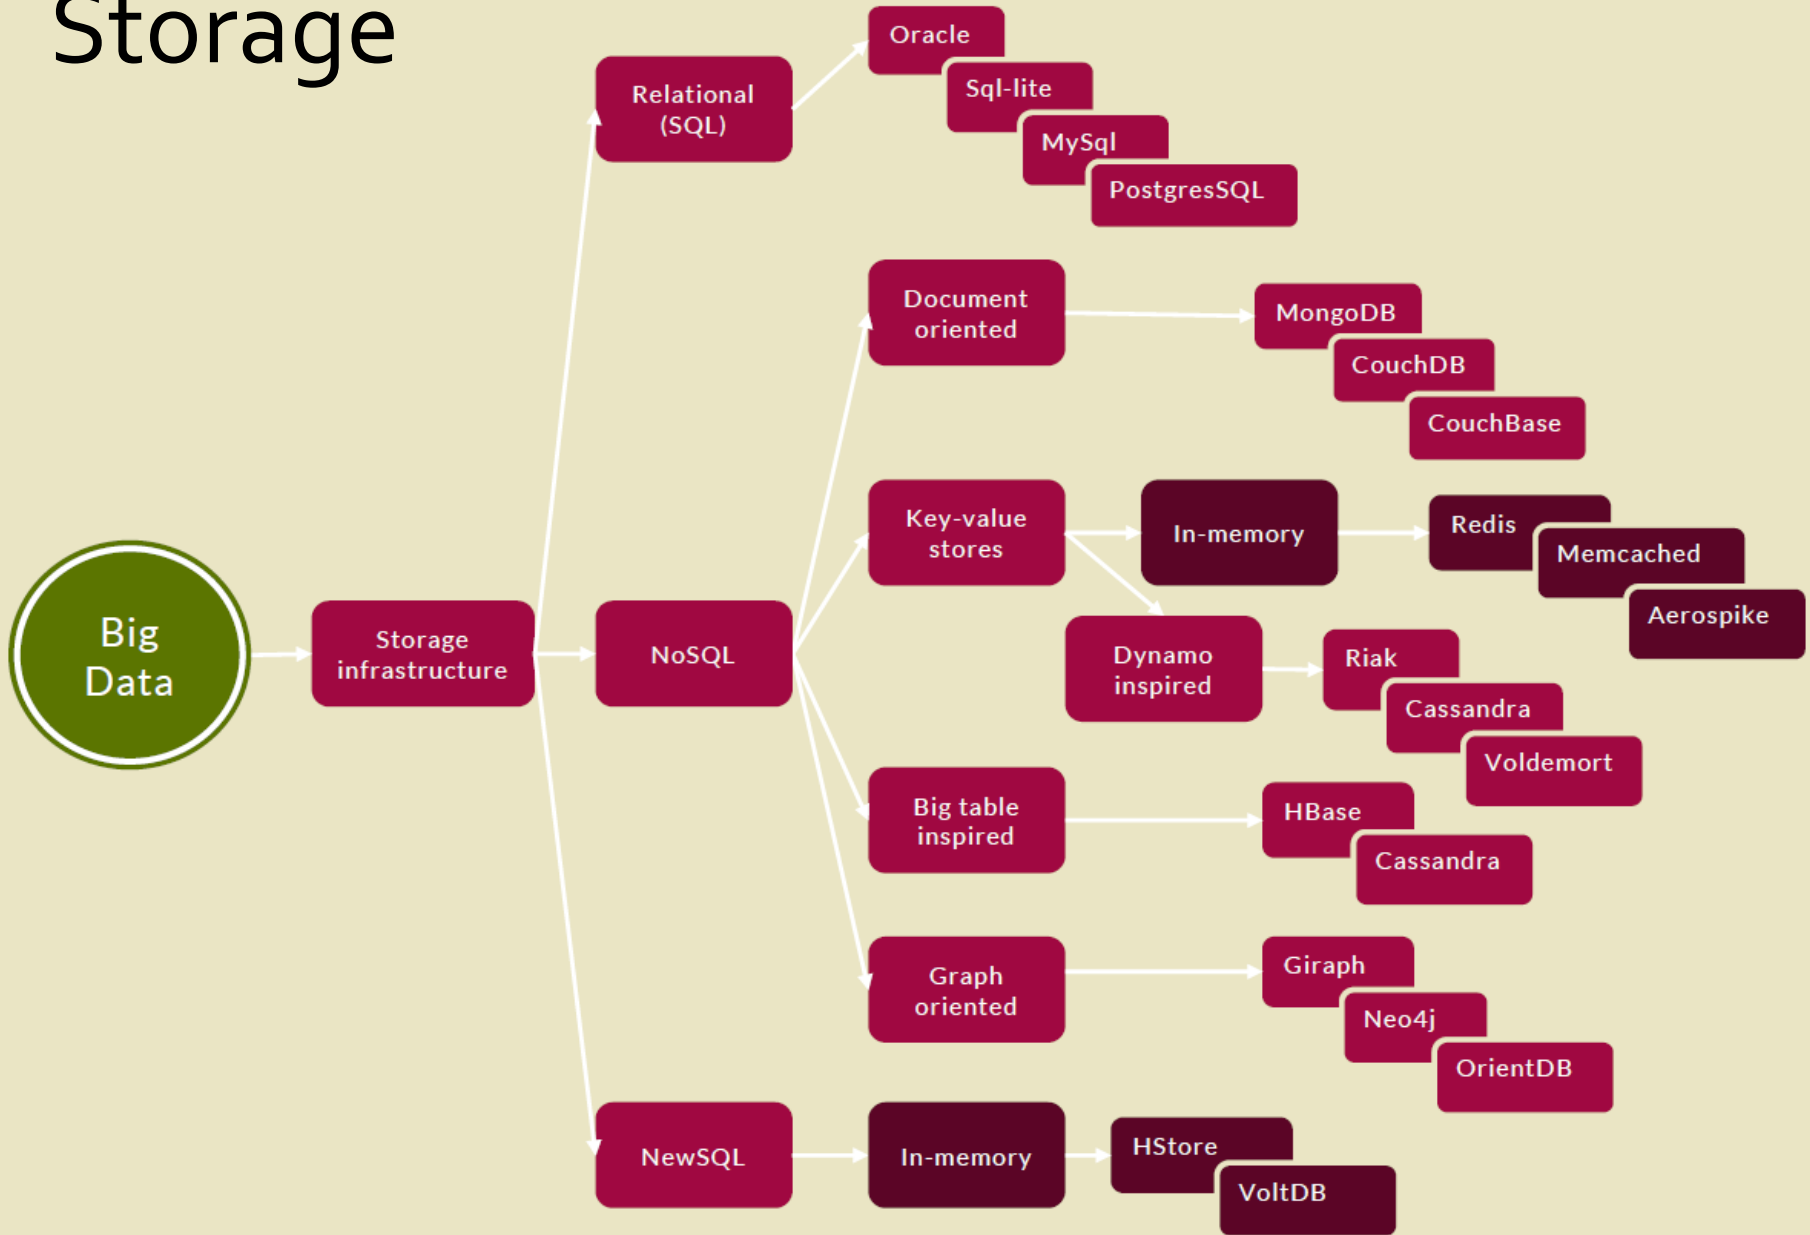 Storage
Oracle
Sql-lite
MySql
PostgresSQL
Relational
(SQL)
Document
oriented
MongoDB
CouchDB
CouchBase
Key-value
stores
In-memory
Redis
Memcached
Aerospike
Big
Data
Storage
infrastructure
NoSQL
Dynamo
inspired
Riak
Cassandra
Voldemort
Big table
inspired
HBase
Cassandra
Graph
oriented
Giraph
Neo4j
OrientDB
NewSQL
In-memory
HStore
VoltDB